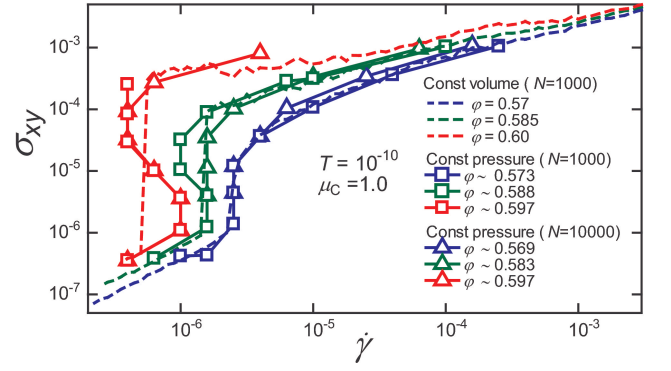 10⁻³
10⁻⁴
10⁻⁵
10⁻⁶
10⁻⁷
σxy
T = 10⁻¹⁰
μC = 1.0
Const volume ( N=1000)
φ = 0.57
φ = 0.585
φ = 0.60
Const pressure ( N=1000)
φ ~ 0.573
φ ~ 0.588
φ ~ 0.597
Const pressure ( N=10000)
φ ~ 0.569
φ ~ 0.583
φ ~ 0.597
10⁻⁶ 10⁻⁵ 10⁻⁴ 10⁻³
γ̇